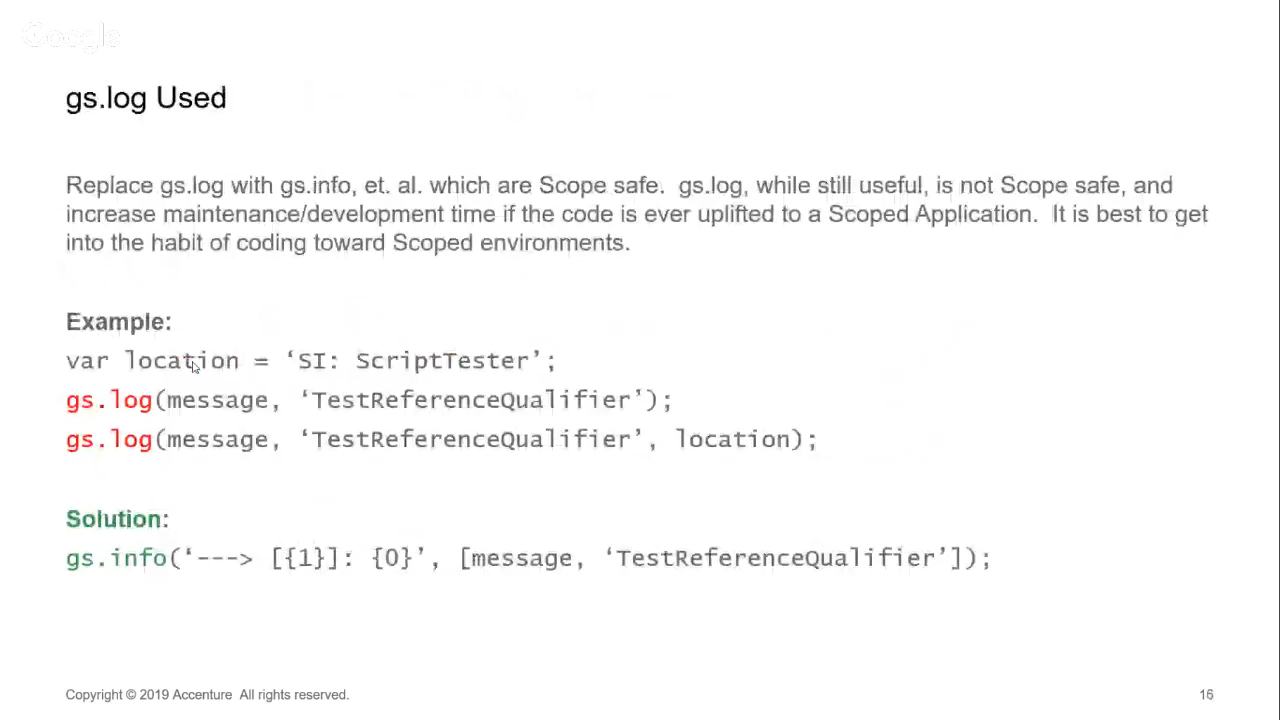 Google
gs.log Used
Replace gs.log with gs.info, et. al. which are Scope safe.  gs.log, while still useful, is not Scope safe, and
increase maintenance/development time if the code is ever uplifted to a Scoped Application.  It is best to get
into the habit of coding toward Scoped environments.
Example:
var location = ‘SI: ScriptTester’;
gs.log(message, ‘TestReferenceQualifier’);
gs.log(message, ‘TestReferenceQualifier’, location);
Solution:
gs.info(‘---> [{1}]: {0}’, [message, ‘TestReferenceQualifier’]);
Copyright © 2019 Accenture  All rights reserved.
16